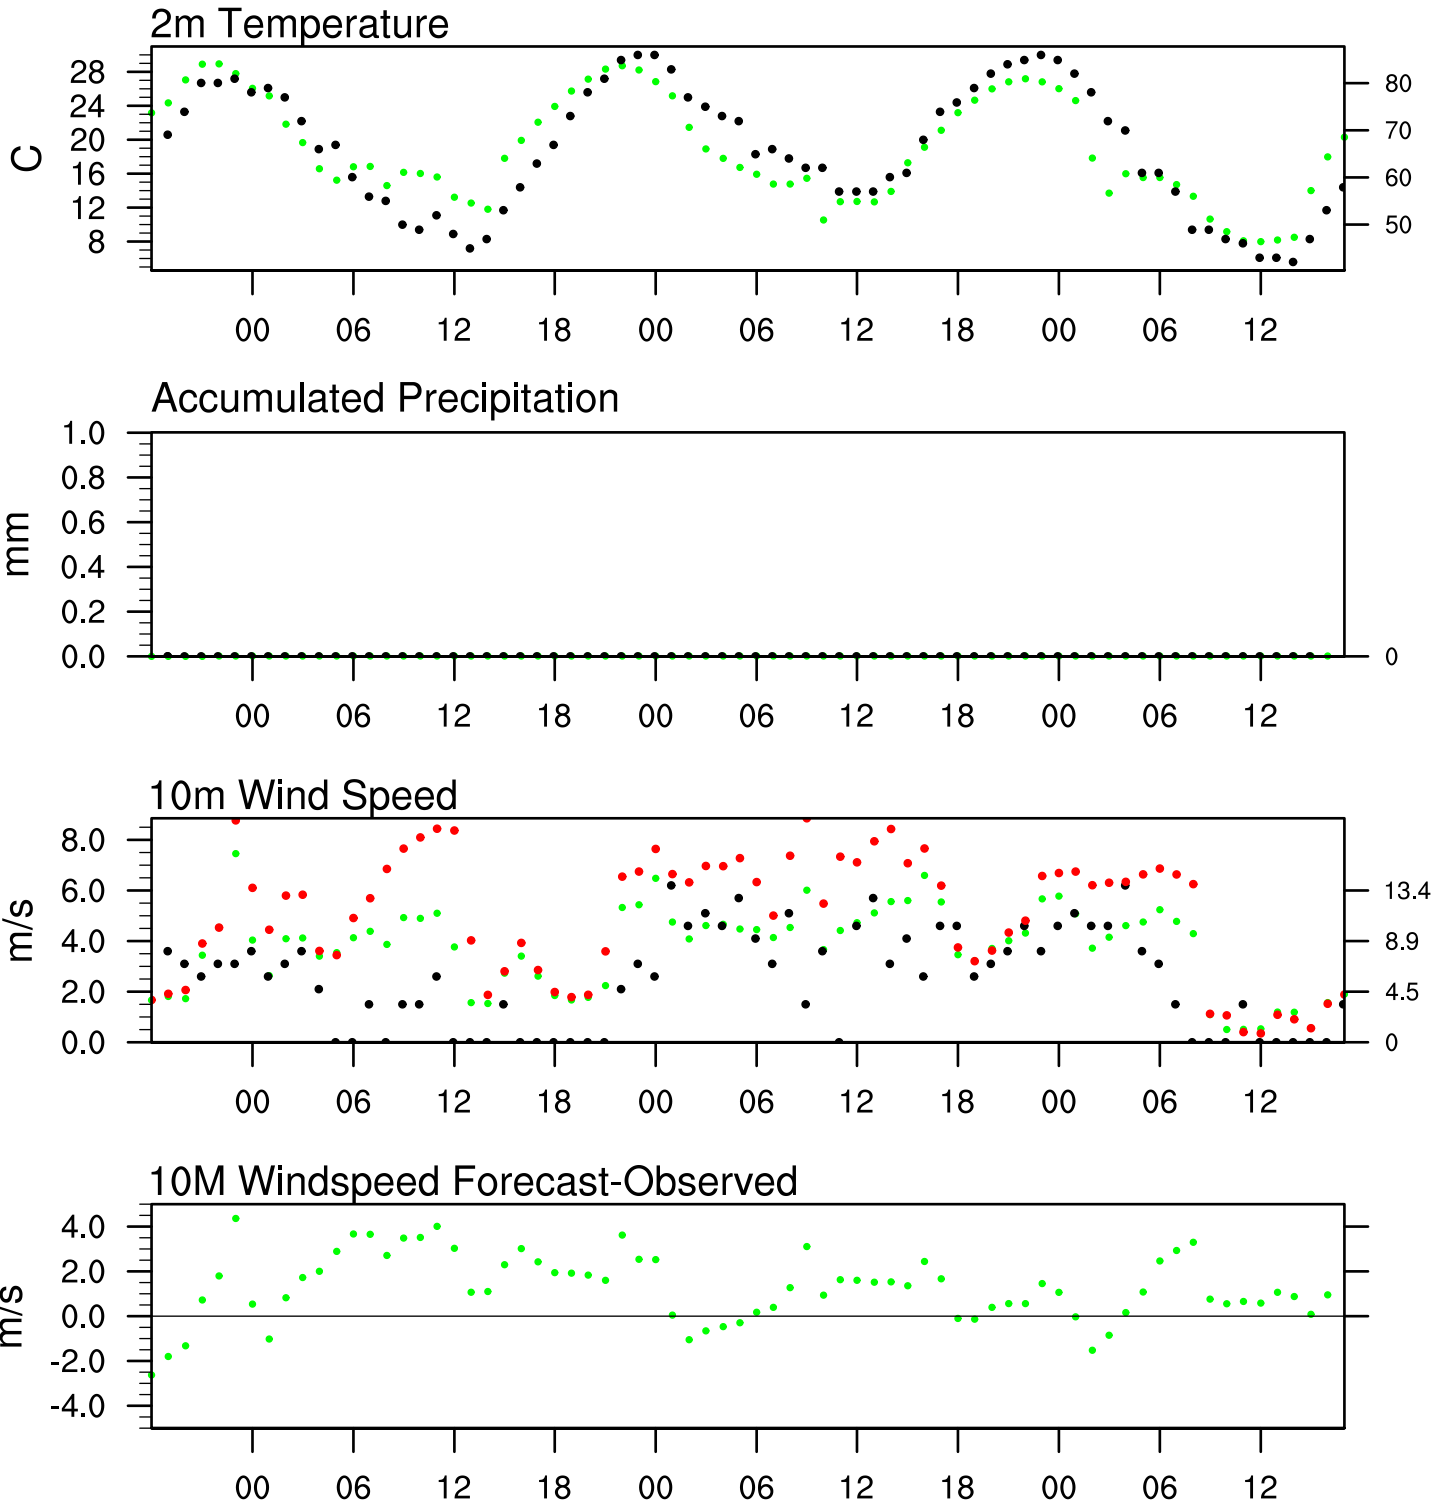 2m Temperature
28
24
20
16
12
8
C
80
70
60
50
00 06 12 18 00 06 12 18 00 06 12
Accumulated Precipitation
1.0
0.8
0.6
0.4
0.2
0.0
mm
0
00 06 12 18 00 06 12 18 00 06 12
10m Wind Speed
8.0
6.0
4.0
2.0
0.0
m/s
13.4
8.9
4.5
0
00 06 12 18 00 06 12 18 00 06 12
10M Windspeed Forecast-Observed
4.0
2.0
0.0
-2.0
-4.0
m/s
00 06 12 18 00 06 12 18 00 06 12